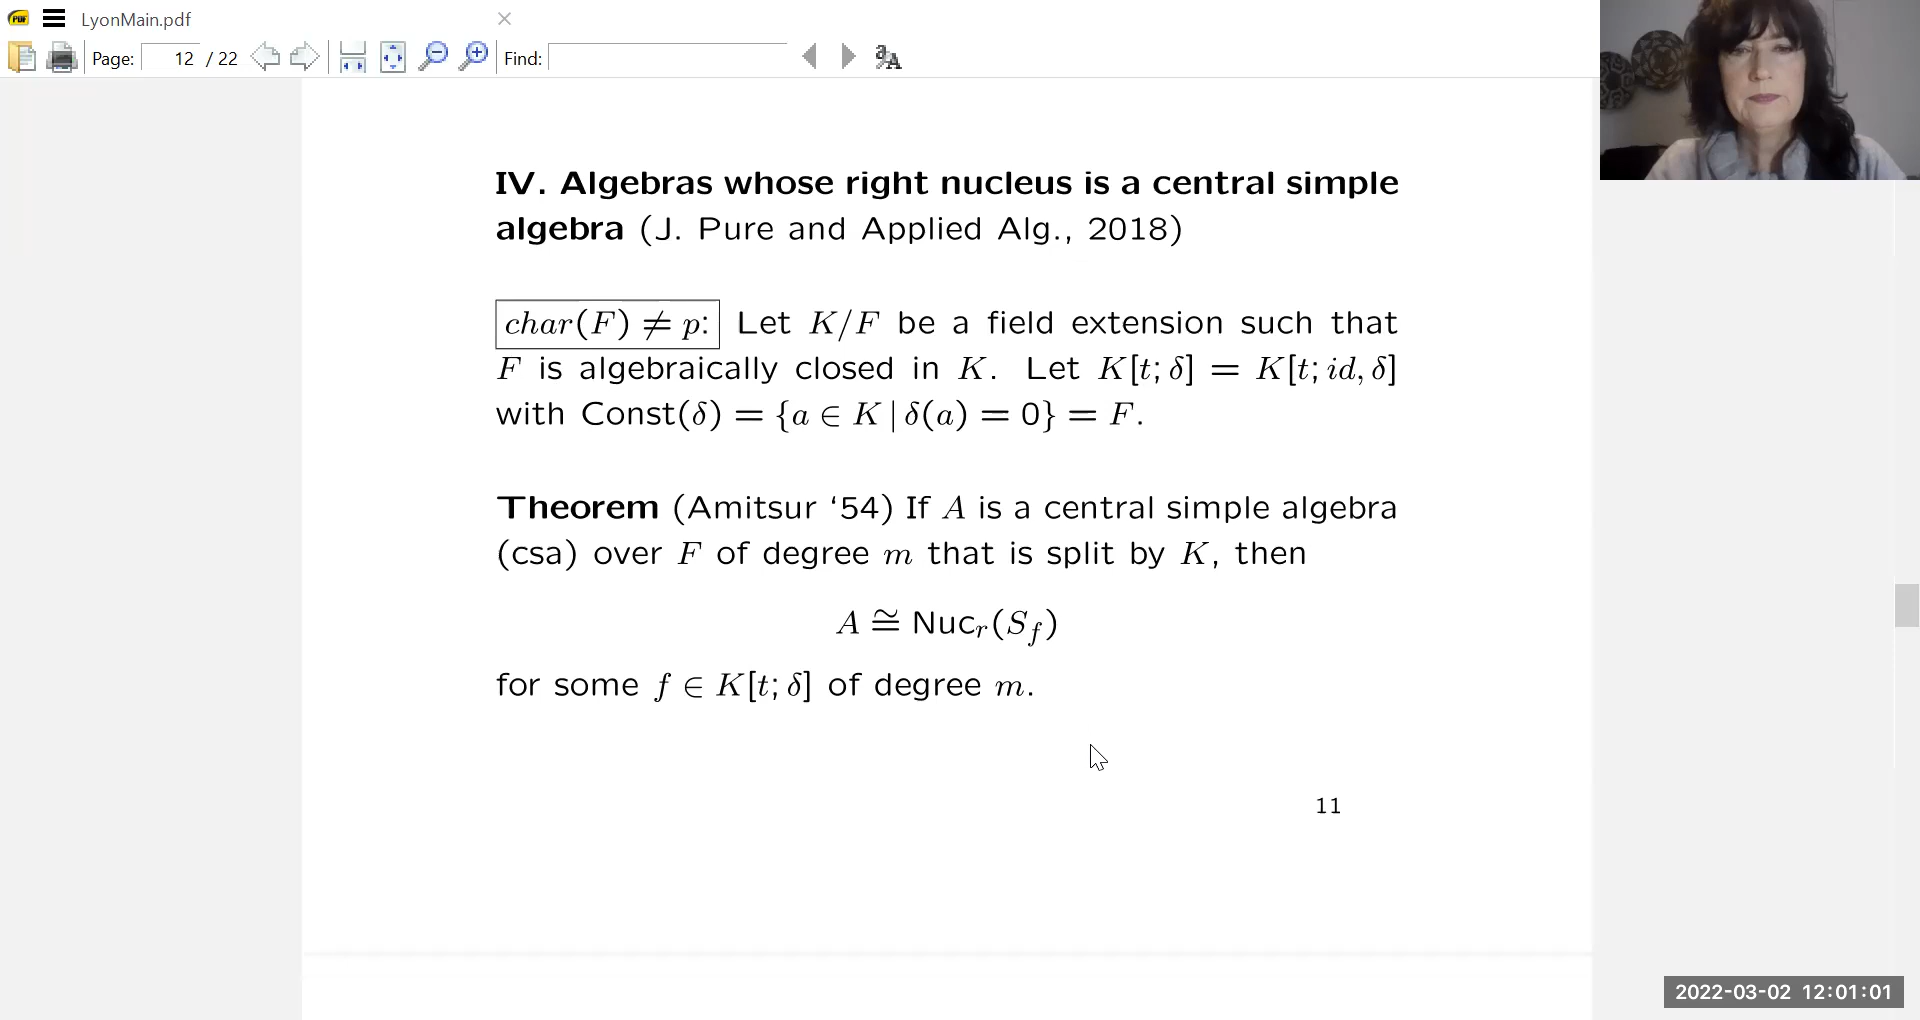 PDF LyonMain.pdf
Page: 12 / 22 Find:
IV. Algebras whose right nucleus is a central simple
algebra (J. Pure and Applied Alg., 2018)
char(F) ≠ p: Let K/F be a field extension such that
F is algebraically closed in K. Let K[t; δ] = K[t; id, δ]
with Const(δ) = {a ∈ K | δ(a) = 0} = F.
Theorem (Amitsur ‘54) If A is a central simple algebra
(csa) over F of degree m that is split by K, then
A ≅ Nucᵣ(S_f)
for some f ∈ K[t; δ] of degree m.
11
2022-03-02 12:01:01